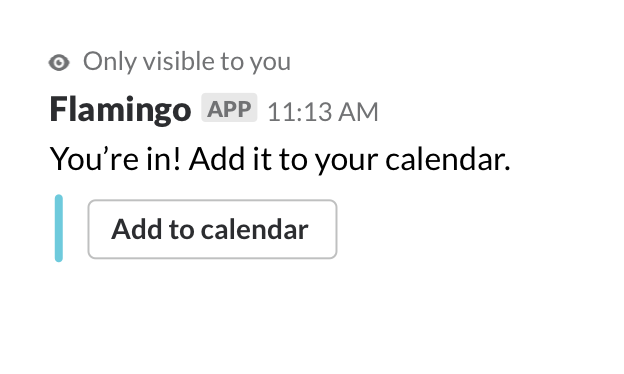 Only visible to you
Flamingo APP 11:13 AM
You’re in! Add it to your calendar.
Add to calendar